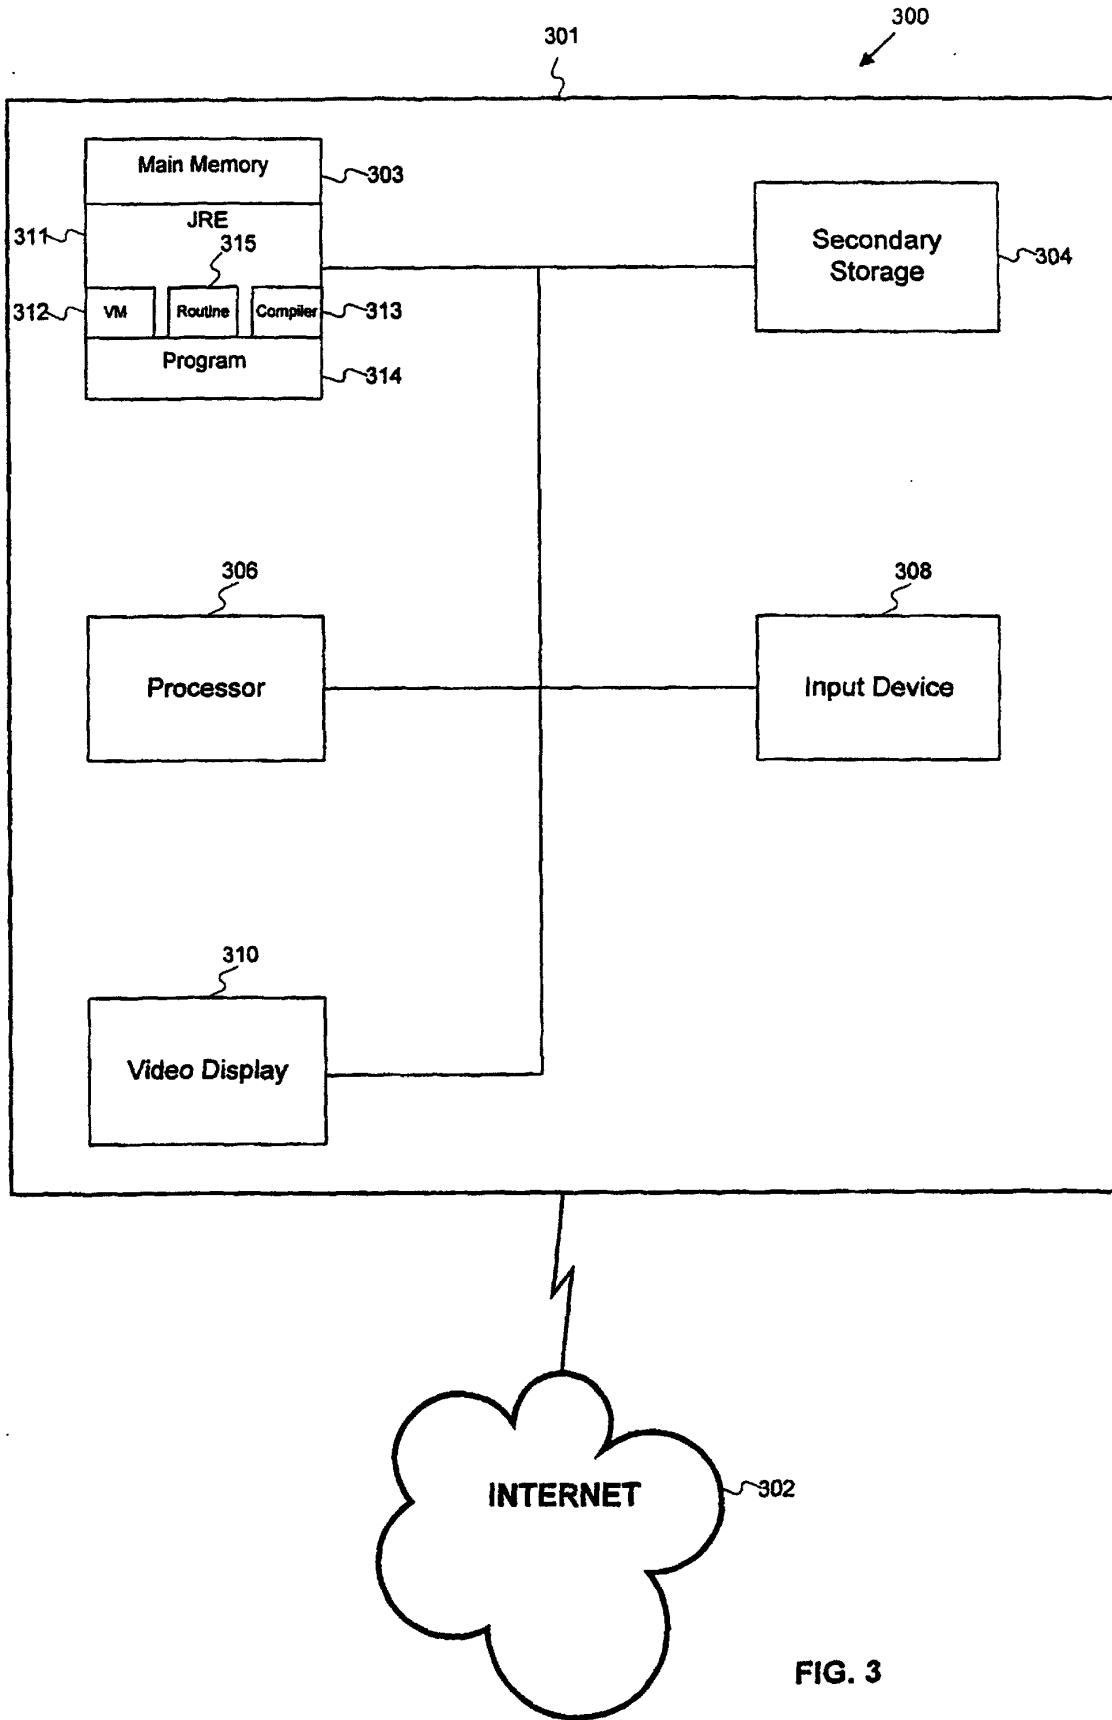 300
301
Main Memory
303
JRE
311
315
312
VM
Routine
Compiler
313
Program
314
Secondary
Storage
304
306
Processor
308
Input Device
310
Video Display
INTERNET
302
FIG. 3